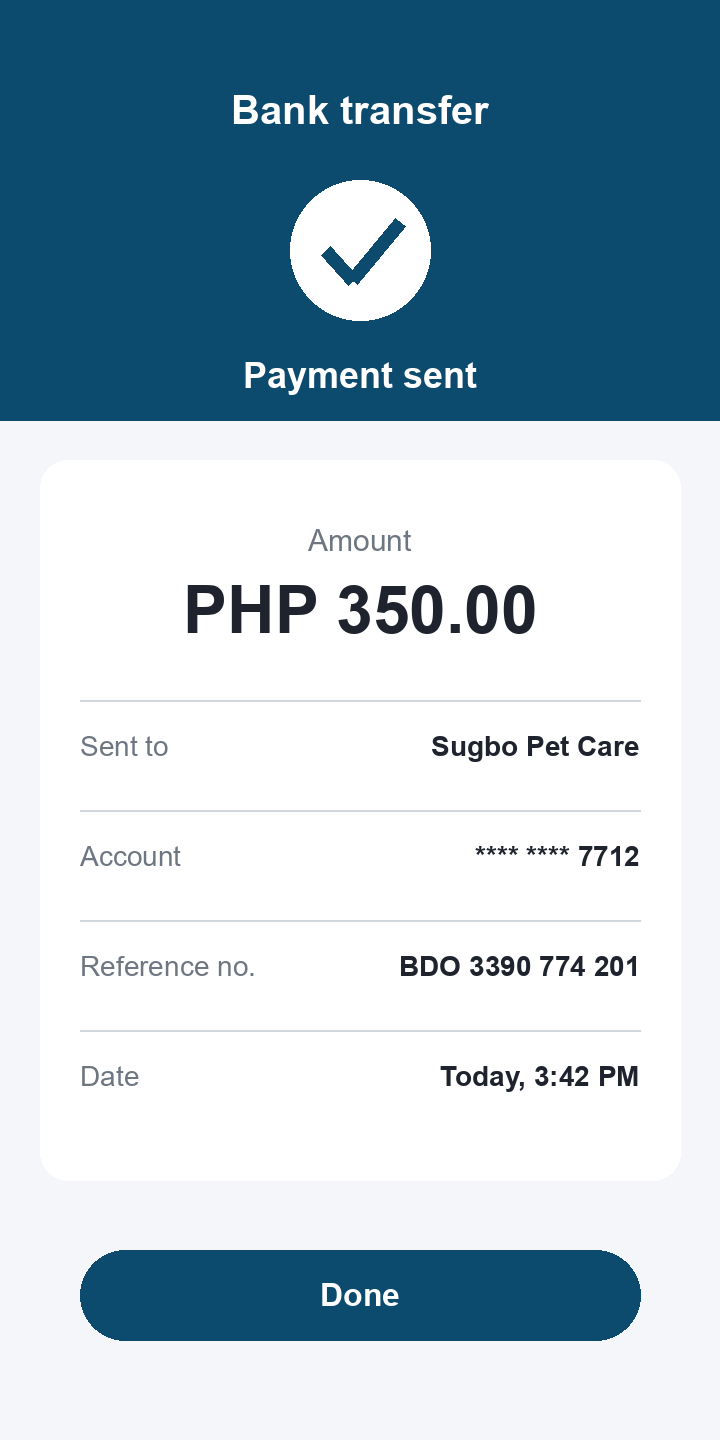 Bank transfer
Payment sent
Amount
PHP 350.00
Sent to Sugbo Pet Care
Account **** **** 7712
Reference no. BDO 3390 774 201
Date Today, 3:42 PM
Done